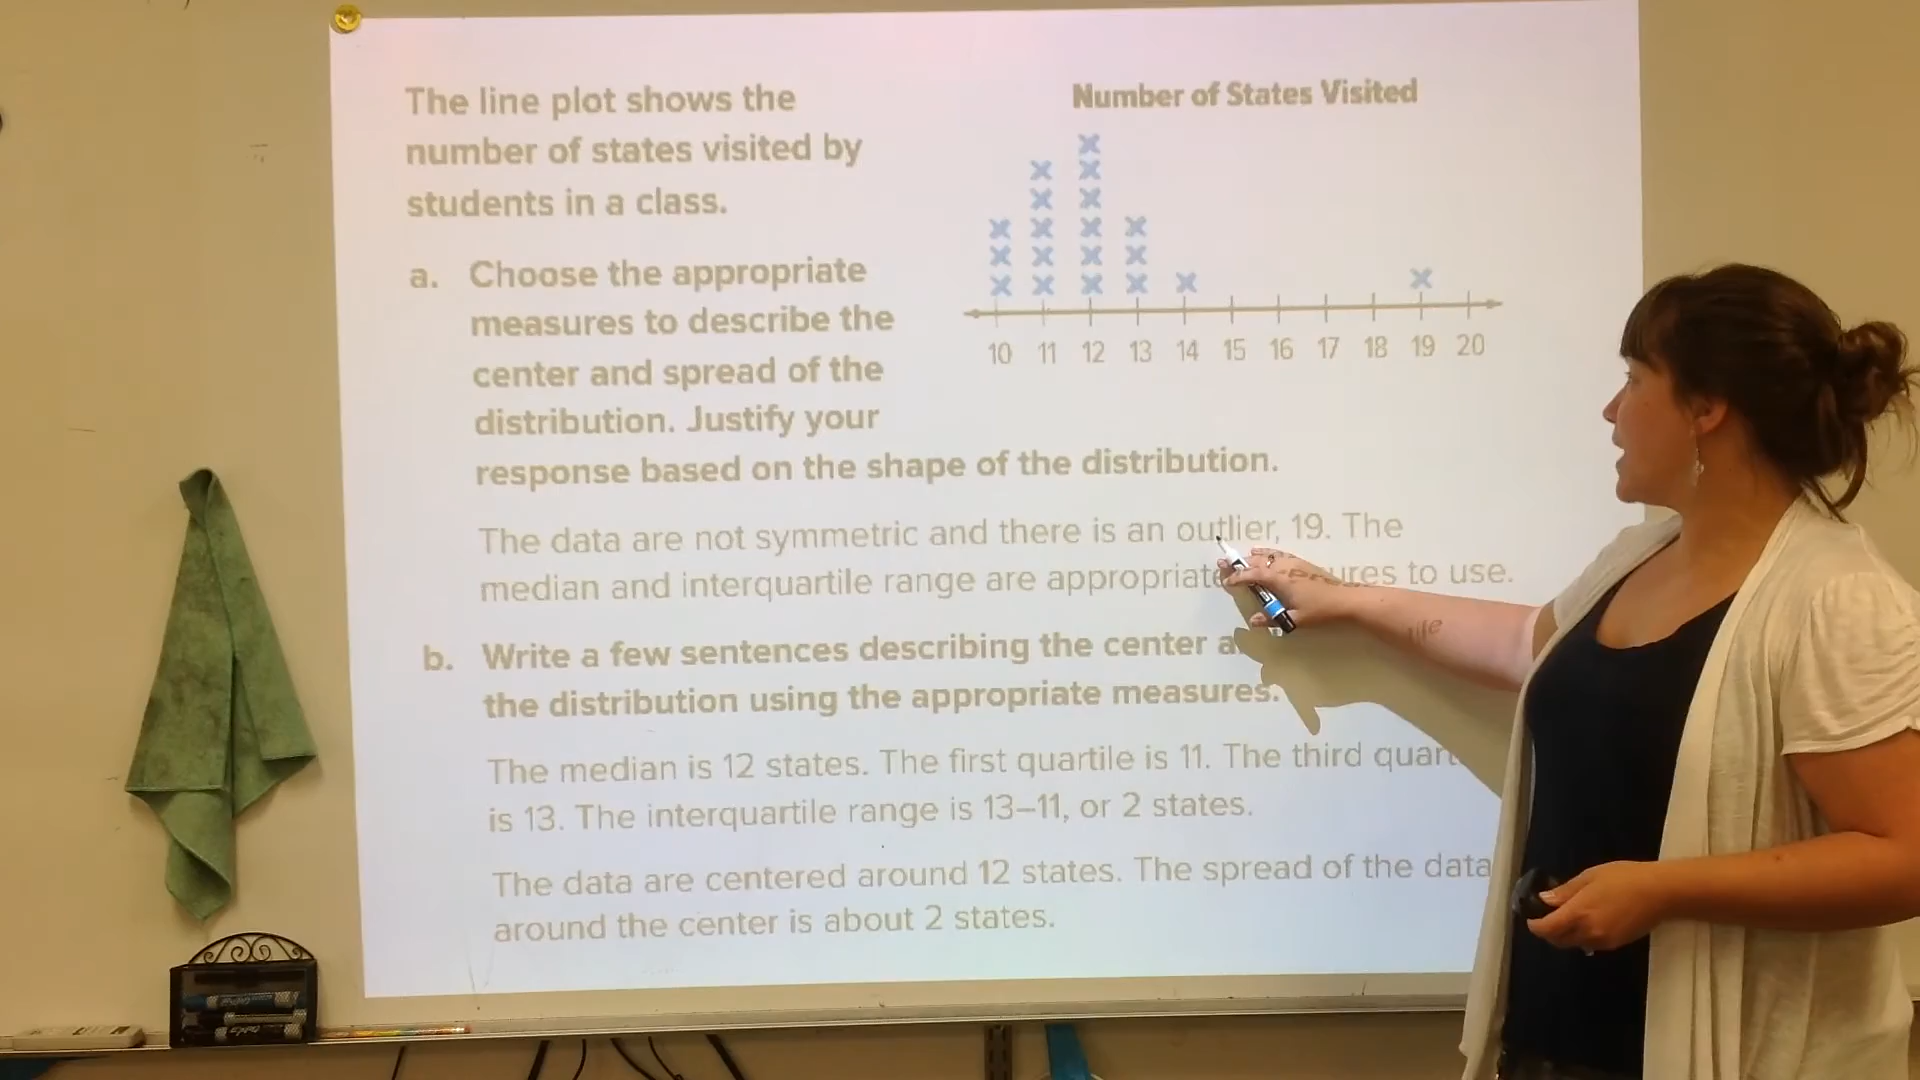 The line plot shows the
number of states visited by
students in a class.
Number of States Visited
10 11 12 13 14 15 16 17 18 19 20
a. Choose the appropriate
measures to describe the
center and spread of the
distribution. Justify your
response based on the shape of the distribution.
The data are not symmetric and there is an outlier, 19. The
median and interquartile range are appropriate measures to use.
b. Write a few sentences describing the center a
the distribution using the appropriate measures.
The median is 12 states. The first quartile is 11. The third quart
is 13. The interquartile range is 13–11, or 2 states.
The data are centered around 12 states. The spread of the data
around the center is about 2 states.